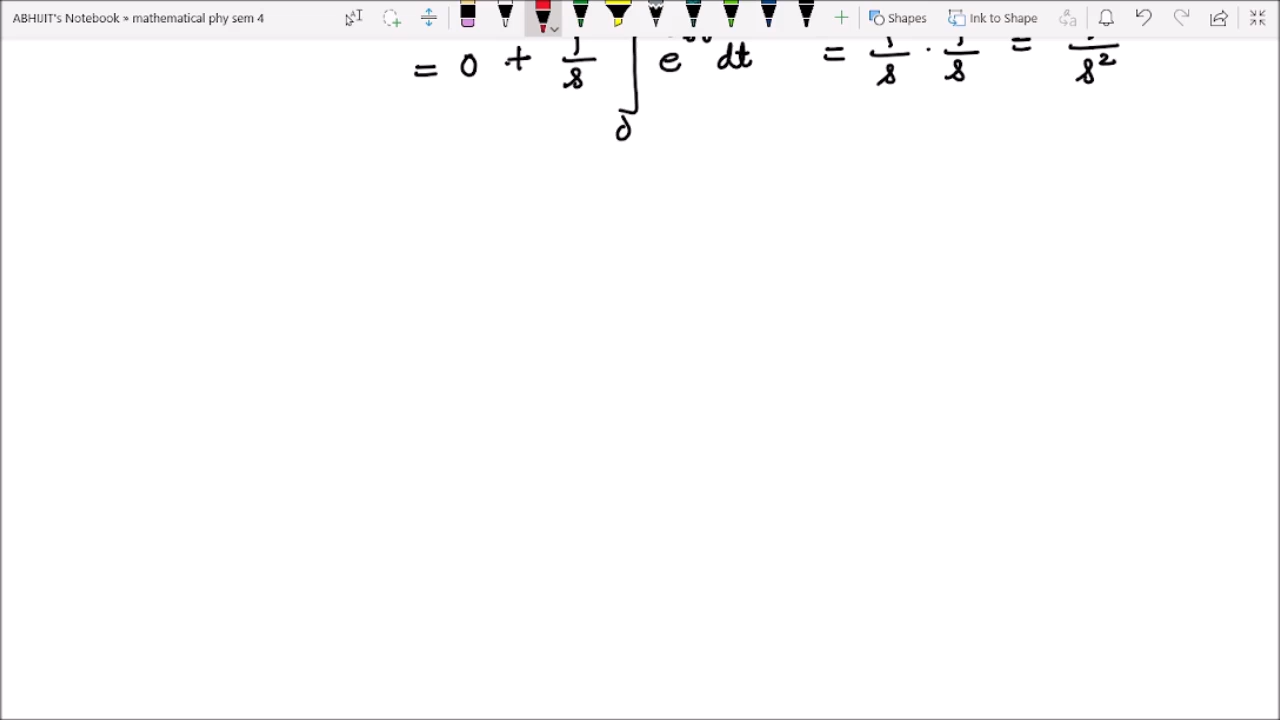 ABHIJIT's Notebook » mathematical phy sem 4
Shapes
Ink to Shape
= 0 + 1/s ∫₀ e dt = 1/s · 1/s = 1/s²